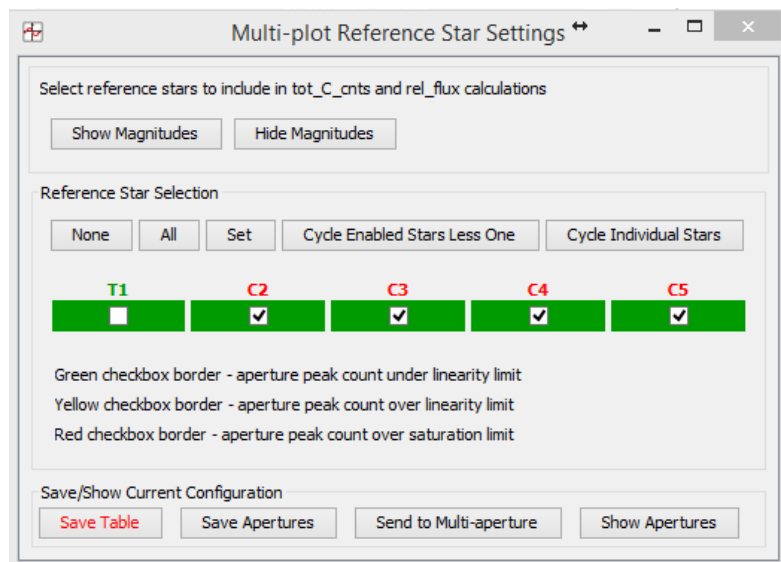 Multi-plot Reference Star Settings
Select reference stars to include in tot_C_cnts and rel_flux calculations
Show Magnitudes Hide Magnitudes
Reference Star Selection
None All Set Cycle Enabled Stars Less One Cycle Individual Stars
T1 C2 C3 C4 C5
Green checkbox border - aperture peak count under linearity limit
Yellow checkbox border - aperture peak count over linearity limit
Red checkbox border - aperture peak count over saturation limit
Save/Show Current Configuration
Save Table Save Apertures Send to Multi-aperture Show Apertures